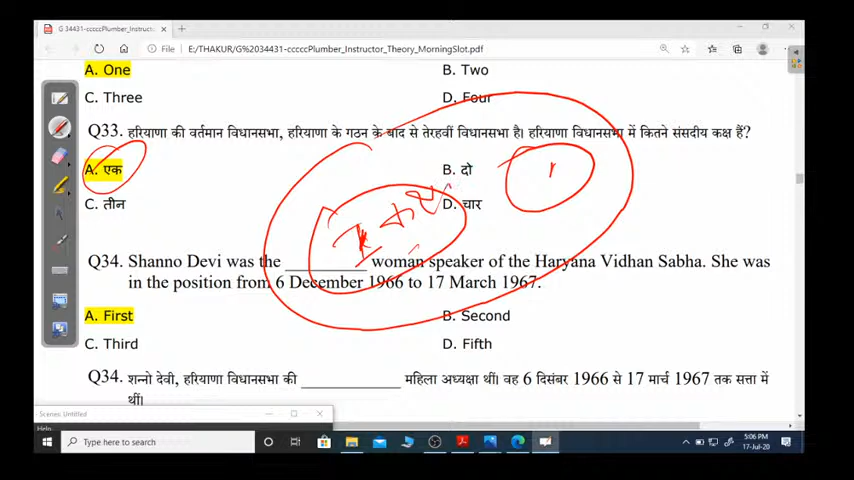 G 34431-cccccPlumber_Instructc
File
E:/THAKUR/G%2034431-cccccPlumber_Instructor_Theory_MorningSlot.pdf
A. One
B. Two
C. Three
D. Four
Q33. हरियाणा की वर्तमान विधानसभा, हरियाणा के गठन के बाद से तेरहवीं विधानसभा है। हरियाणा विधानसभा में कितने संसदीय कक्ष हैं?
A. एक
B. दो
C. तीन
D. चार
Q34. Shanno Devi was the __________ woman speaker of the Haryana Vidhan Sabha. She was
in the position from 6 December 1966 to 17 March 1967.
A. First
B. Second
C. Third
D. Fifth
Q34. शन्नो देवी, हरियाणा विधानसभा की ____________ महिला अध्यक्षा थीं। वह 6 दिसंबर 1966 से 17 मार्च 1967 तक सत्ता में
थीं।
Scenes: Untitled
Help
Type here to search
5:06 PM
17-Jul-20